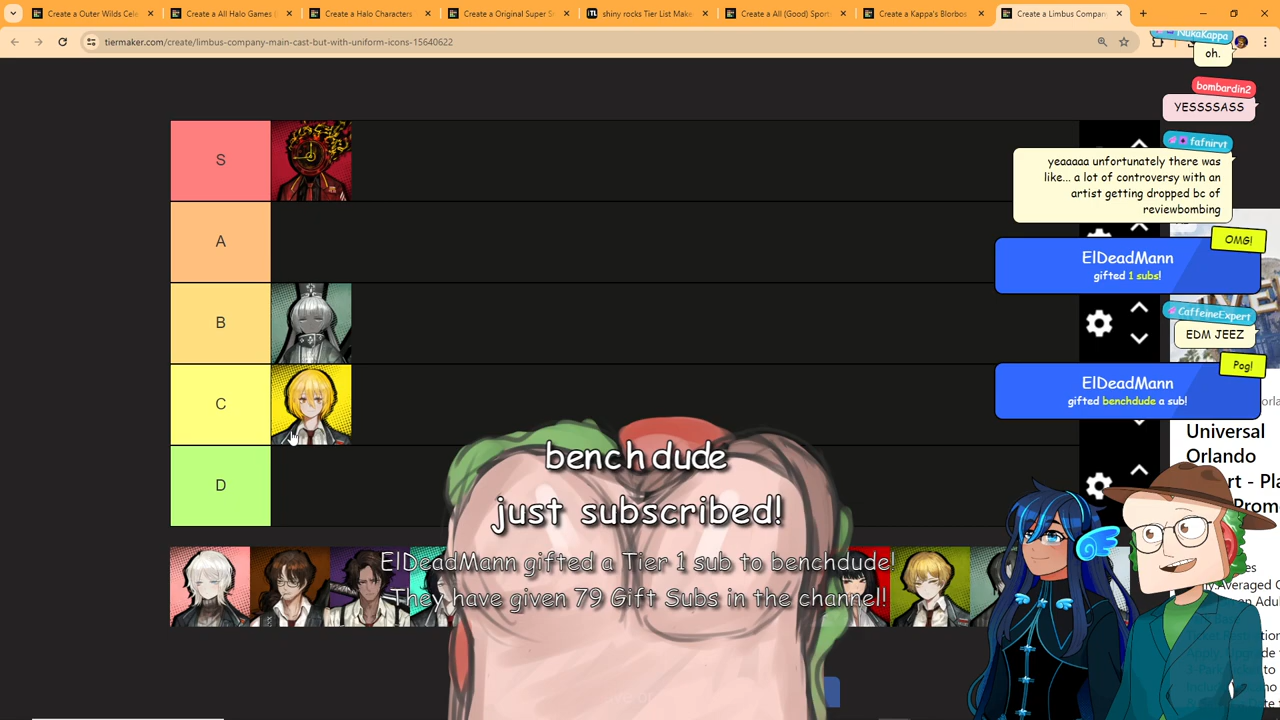 Create a Outer Wilds Cele
Create a All Halo Games
Create a Halo Characters
Create a Original Super S
shiny rocks Tier List Make
Create a All (Good) Sport
Create a Kappa's Blorbos
Create a Limbus Compan
tiermaker.com/create/limbus-company-main-cast-but-with-uniform-icons-15640622
NukaKappa
oh.
bombardin2
YESSSSASS
fafnirvt
yeaaaaa unfortunately there was
like... a lot of controversy with an
artist getting dropped bc of
reviewbombing
OMG!
ElDeadMann
gifted 1 subs!
CaffeineExpert
EDM JEEZ
Pog!
ElDeadMann
gifted benchdude a sub!
S
A
B
C
D
benchdude
just subscribed!
ElDeadMann gifted a Tier 1 sub to benchdude!
They have given 79 Gift Subs in the channel!
Universal
Orlando